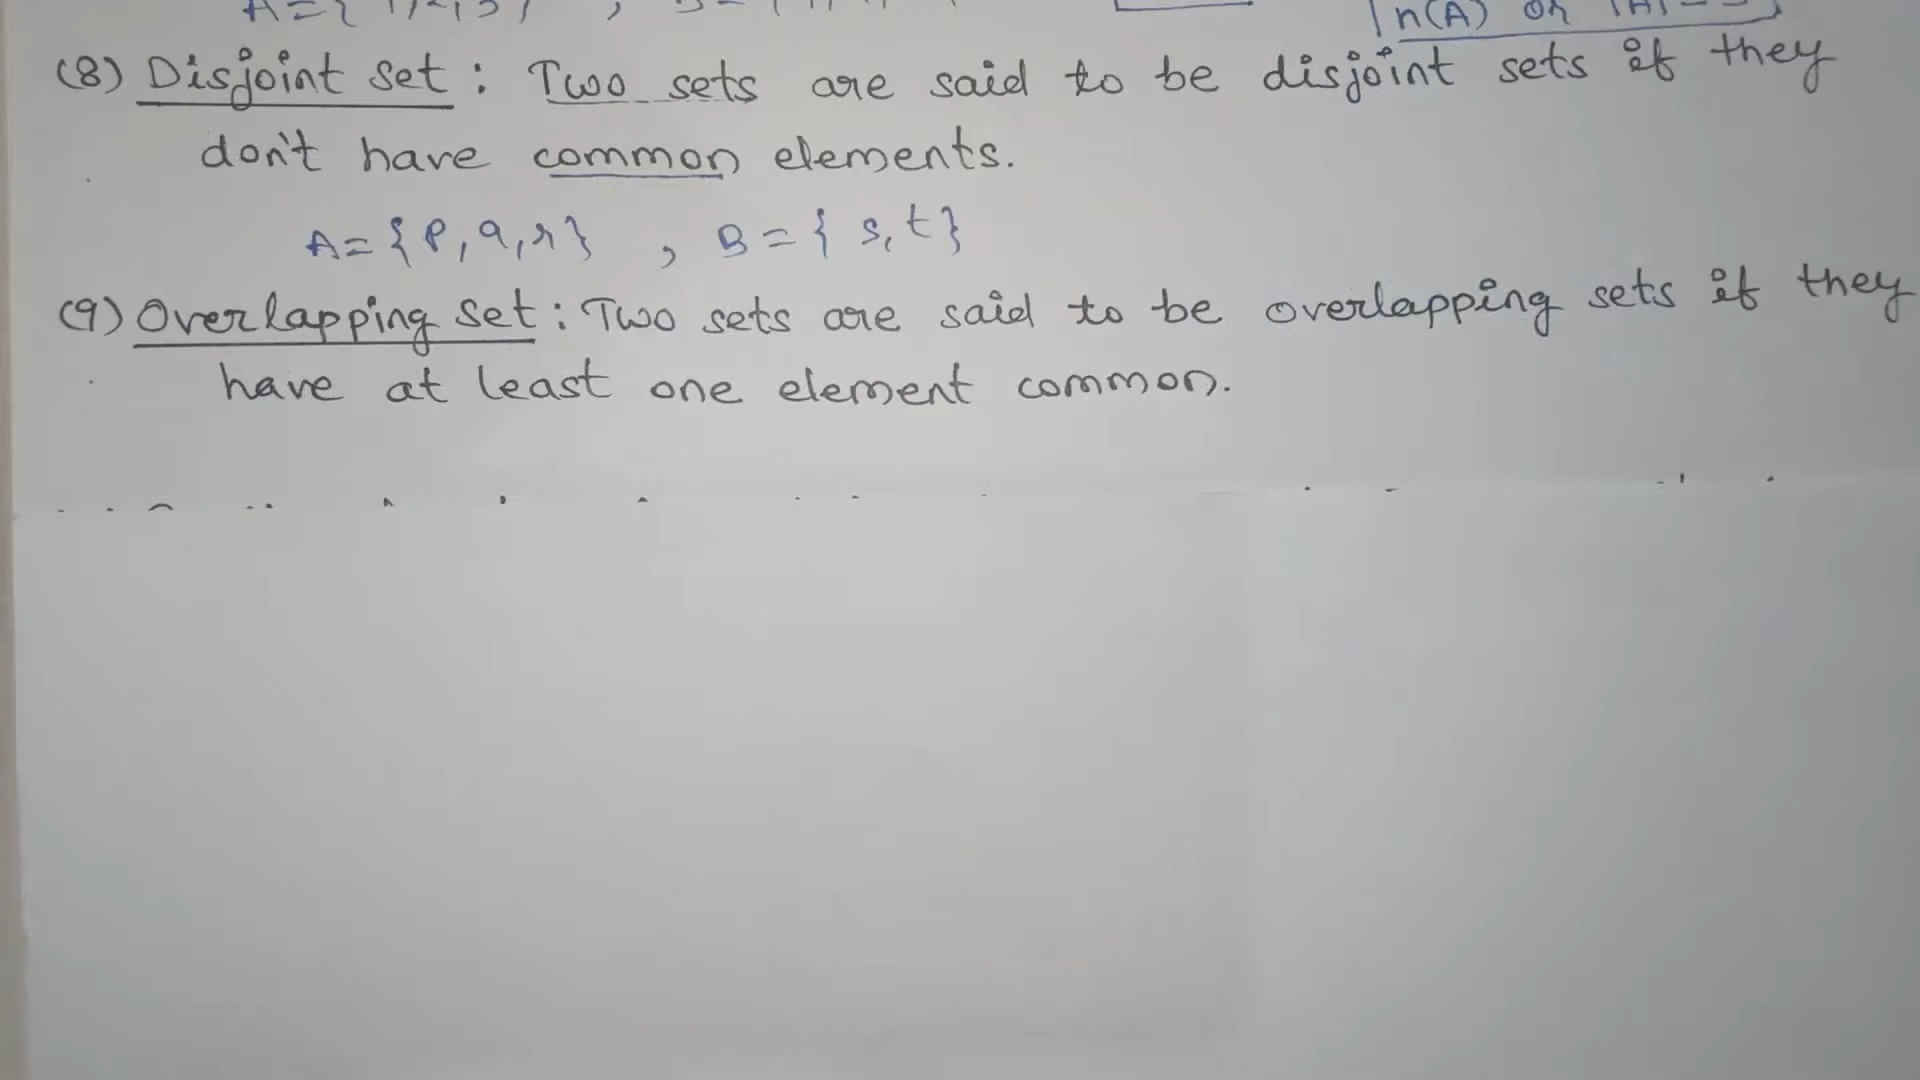 n(A) or
(8) Disjoint set : Two sets are said to be disjoint sets if they
don't have common elements.
A={p,q,r} , B={ s,t}
(9) Overlapping set : Two sets are said to be overlapping sets if they
have at least one element common.